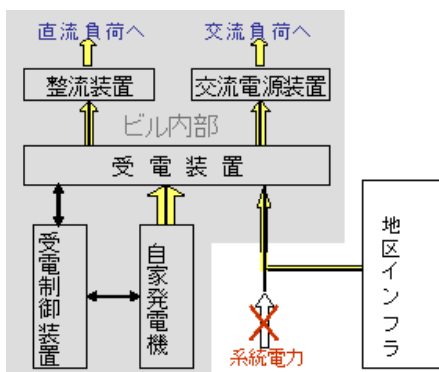 直流負荷へ
交流負荷へ
整流装置
交流電源装置
ビル内部
受電装置
受電制御装置
自家発電機
系統電力
地区インフラ